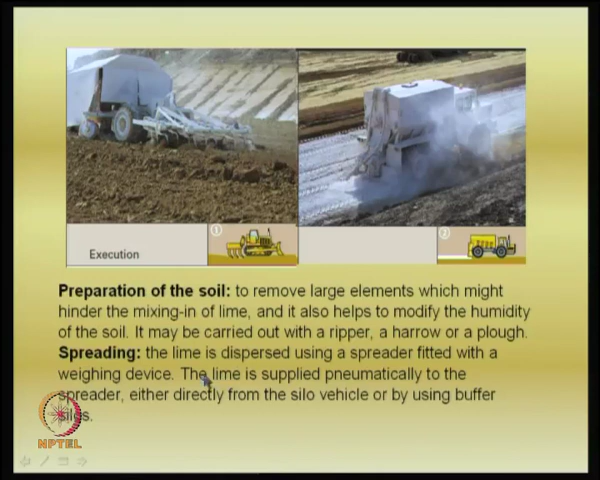 1
2
Execution
Preparation of the soil: to remove large elements which might
hinder the mixing-in of lime, and it also helps to modify the humidity
of the soil. It may be carried out with a ripper, a harrow or a plough.
Spreading: the lime is dispersed using a spreader fitted with a
weighing device. The lime is supplied pneumatically to the
spreader, either directly from the silo vehicle or by using buffer
silos.
NPTEL